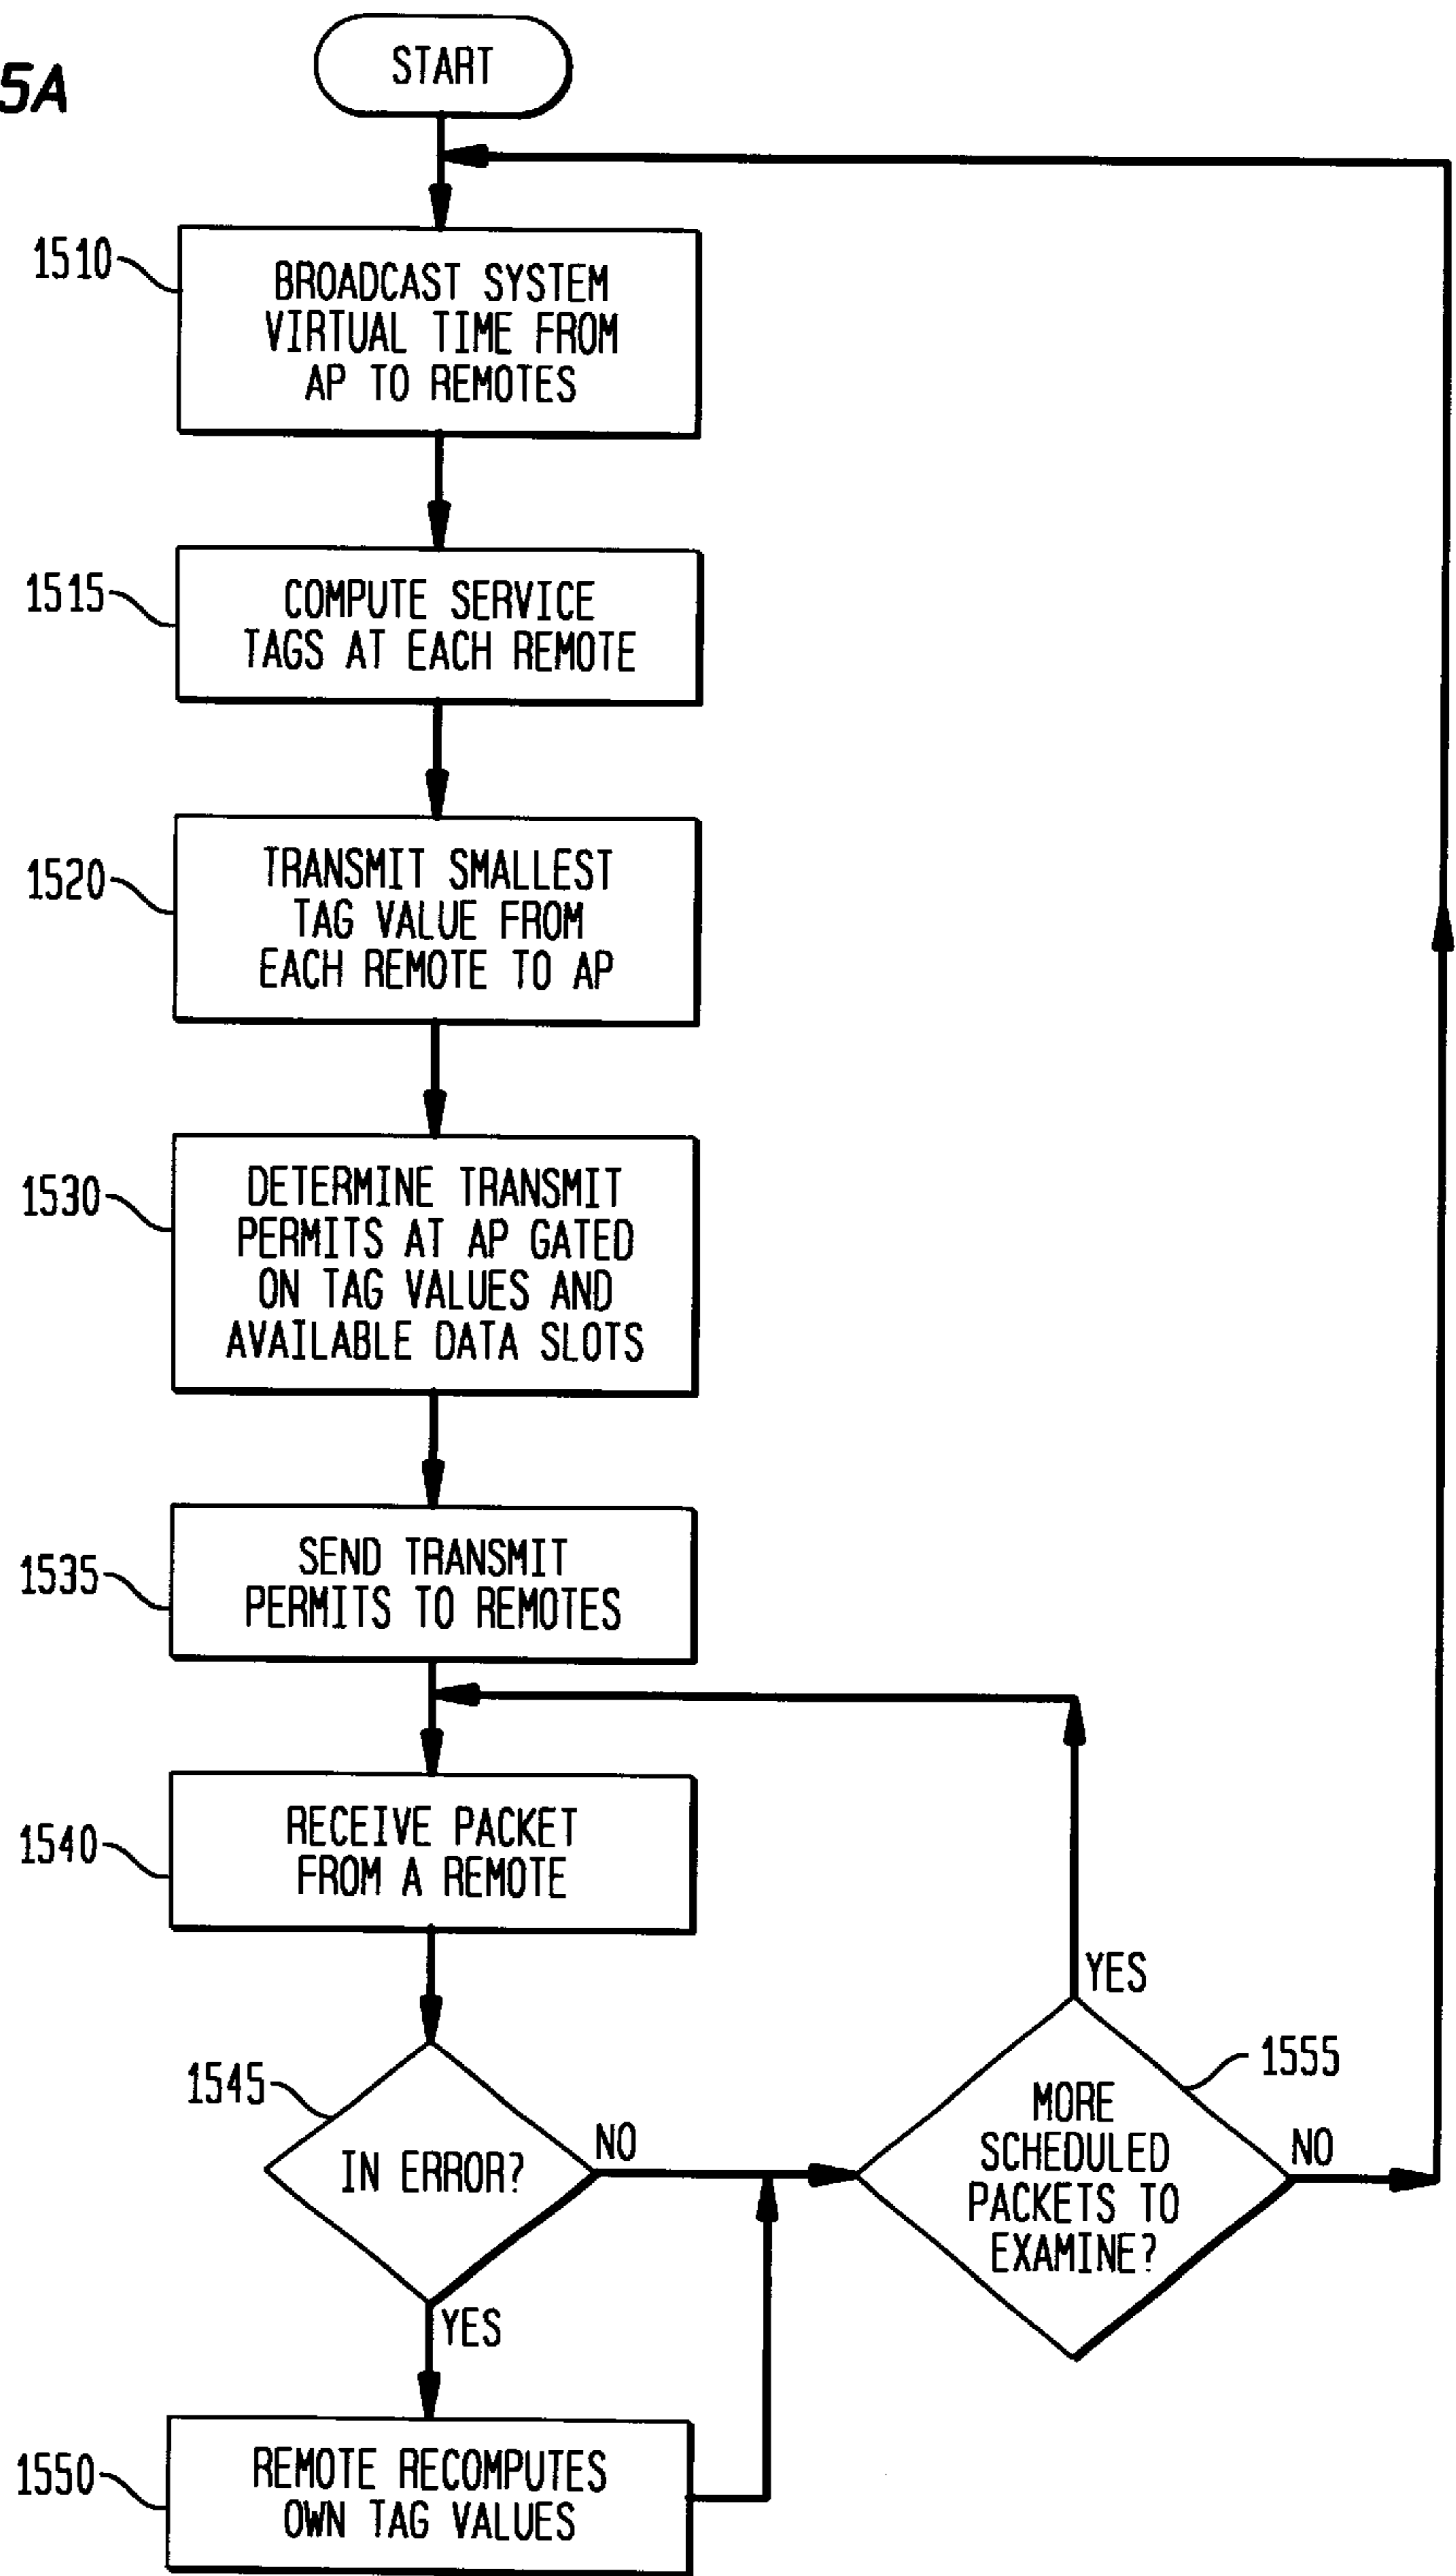 5A
START
1510
BROADCAST SYSTEM
VIRTUAL TIME FROM
AP TO REMOTES
1515
COMPUTE SERVICE
TAGS AT EACH REMOTE
1520
TRANSMIT SMALLEST
TAG VALUE FROM
EACH REMOTE TO AP
1530
DETERMINE TRANSMIT
PERMITS AT AP GATED
ON TAG VALUES AND
AVAILABLE DATA SLOTS
1535
SEND TRANSMIT
PERMITS TO REMOTES
1540
RECEIVE PACKET
FROM A REMOTE
1545
IN ERROR?
NO
YES
1550
REMOTE RECOMPUTES
OWN TAG VALUES
YES
1555
MORE
SCHEDULED
PACKETS TO
EXAMINE?
NO